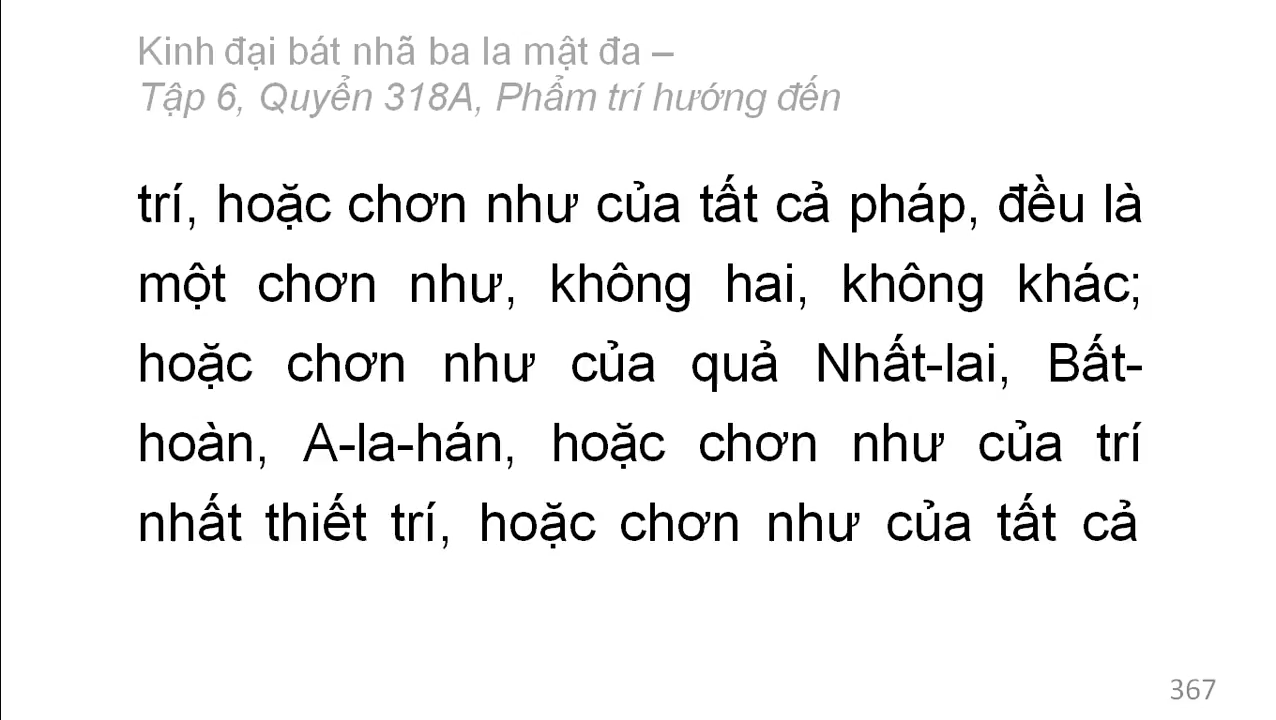 Kinh đại bát nhã ba la mật đa –
Tập 6, Quyển 318A, Phẩm trí hướng đến
trí, hoặc chơn như của tất cả pháp, đều là
một chơn như, không hai, không khác;
hoặc chơn như của quả Nhất-lai, Bất-
hoàn, A-la-hán, hoặc chơn như của trí
nhất thiết trí, hoặc chơn như của tất cả
367